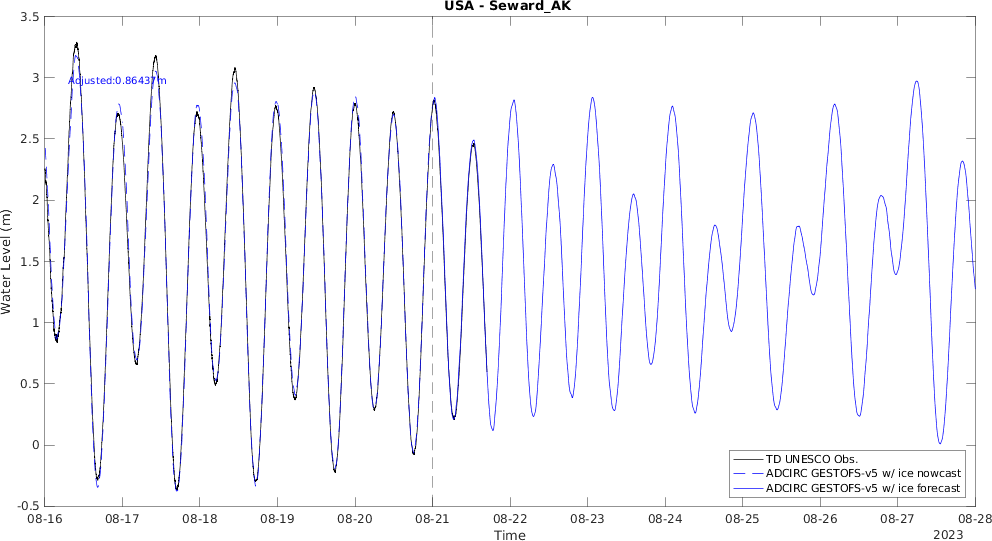 USA - Seward_AK
3.5
3
2.5
2
1.5
1
0.5
0
-0.5
Water Level (m)
Adjusted:0.86437m
TD UNESCO Obs.
ADCIRC GESTOFS-v5 w/ ice nowcast
ADCIRC GESTOFS-v5 w/ ice forecast
08-16 08-17 08-18 08-19 08-20 08-21 08-22 08-23 08-24 08-25 08-26 08-27 08-28
Time
2023